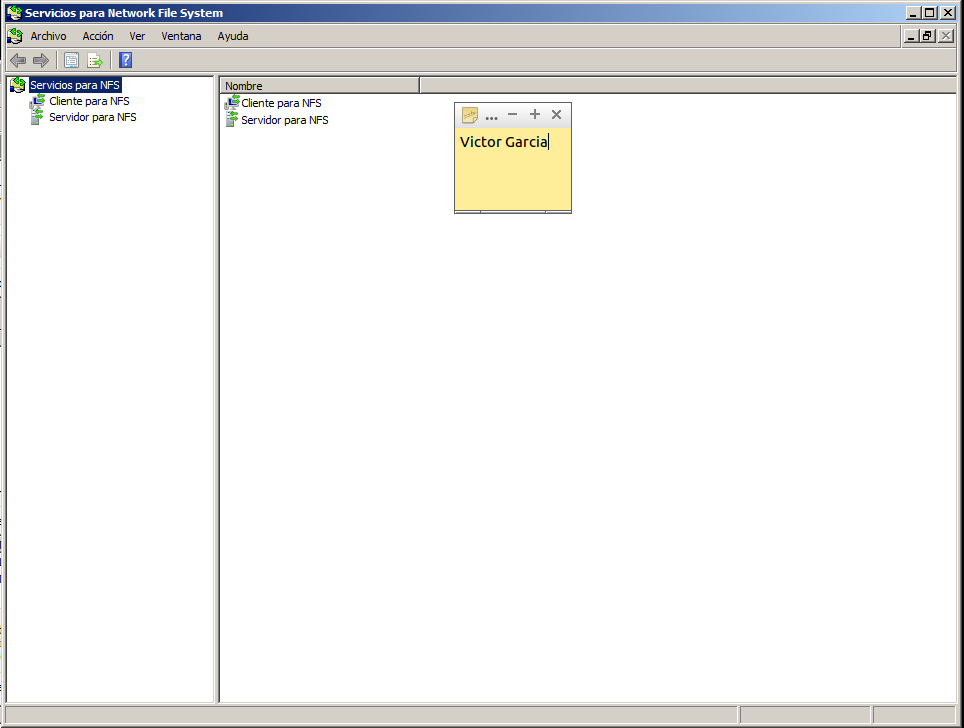 Servicios para Network File System
Archivo Acción Ver Ventana Ayuda
Servicios para NFS
Cliente para NFS
Servidor para NFS
Nombre
Cliente para NFS
Servidor para NFS
...
Victor Garcia